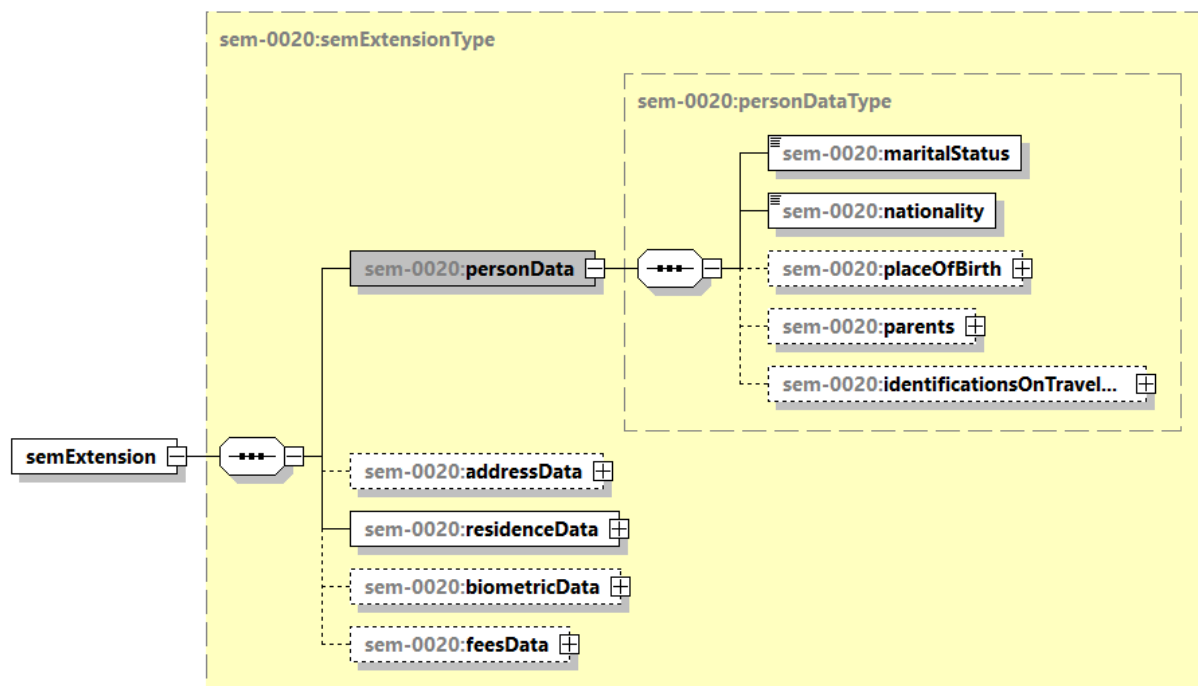 sem-0020:semExtensionType
sem-0020:personDataType
sem-0020:maritalStatus
sem-0020:nationality
sem-0020:personData
sem-0020:placeOfBirth
sem-0020:parents
sem-0020:identificationsOnTravel...
semExtension
sem-0020:addressData
sem-0020:residenceData
sem-0020:biometricData
sem-0020:feesData